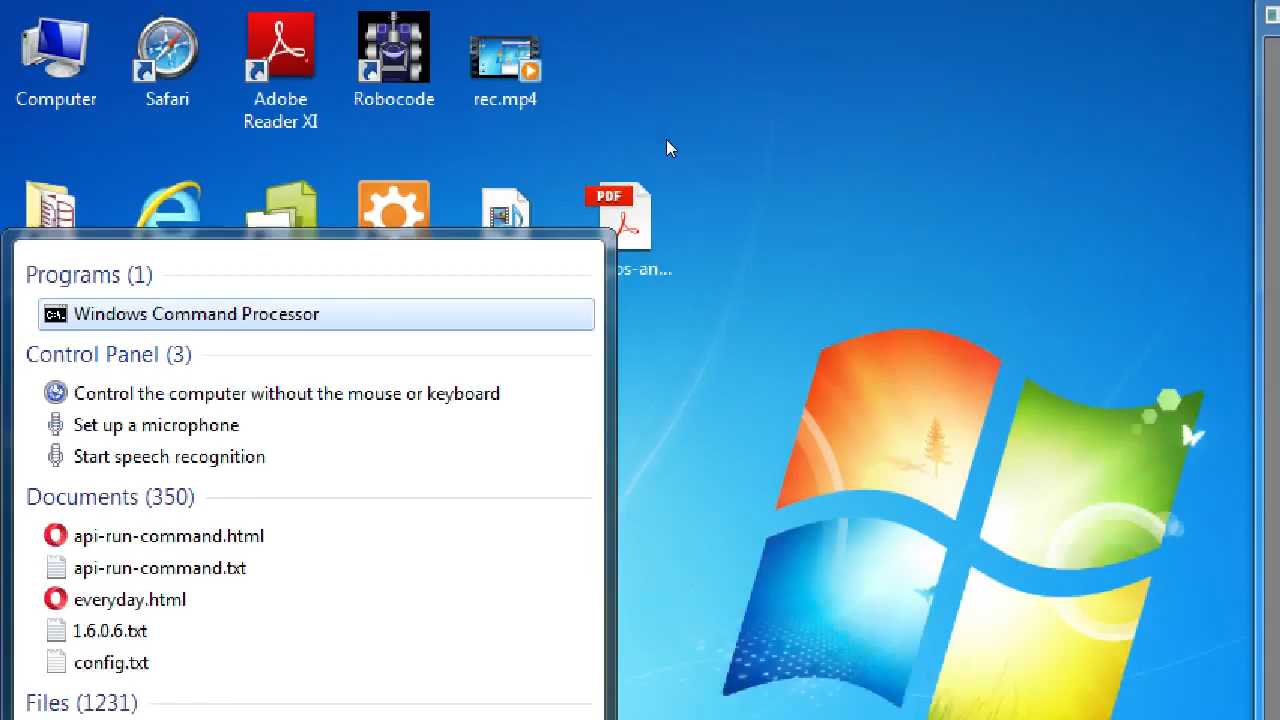 Computer
Safari
Adobe
Reader XI
Robocode
rec.mp4
PDF
os-an...
Programs (1)
C:\.
Windows Command Processor
Control Panel (3)
Control the computer without the mouse or keyboard
Set up a microphone
Start speech recognition
Documents (350)
api-run-command.html
api-run-command.txt
everyday.html
1.6.0.6.txt
config.txt
Files (1231)